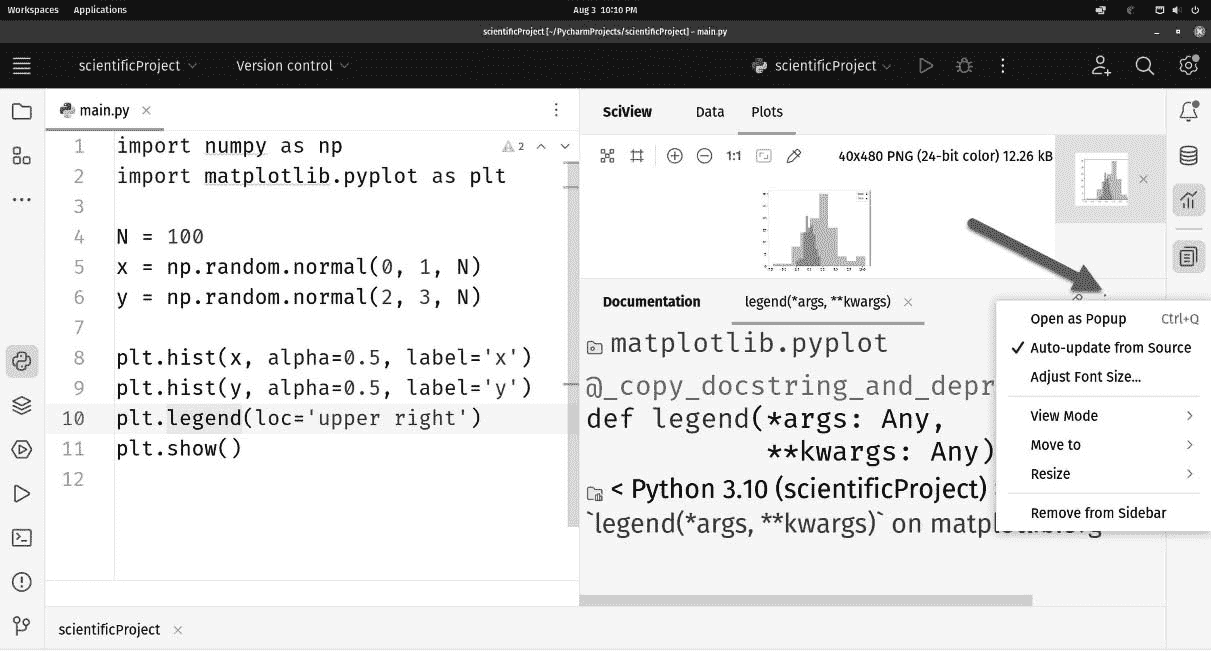 Workspaces Applications Aug 3 10:10 PM
scientificProject [~/PycharmProjects/scientificProject] - main.py
scientificProject Version control scientificProject
main.py
SciView Data Plots
1 import numpy as np
2
2 import matplotlib.pyplot as plt
3
4 N = 100
5 x = np.random.normal(0, 1, N)
6 y = np.random.normal(2, 3, N)
7
8 plt.hist(x, alpha=0.5, label='x')
9 plt.hist(y, alpha=0.5, label='y')
10 plt.legend(loc='upper right')
11 plt.show()
12
1:1 40x480 PNG (24-bit color) 12.26 kB
Documentation legend(*args, **kwargs)
matplotlib.pyplot
@_copy_docstring_and_depr
def legend(*args: Any,
**kwargs: Any)
< Python 3.10 (scientificProject)
`legend(*args, **kwargs)` on matplotlib.org
Open as Popup Ctrl+Q
Auto-update from Source
Adjust Font Size...
View Mode
Move to
Resize
Remove from Sidebar
scientificProject